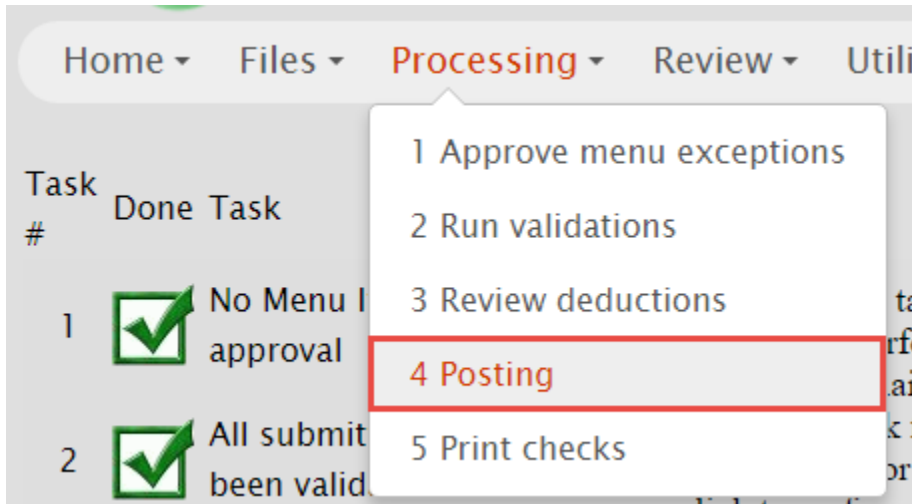 Home Files Processing Review
1 Approve menu exceptions
Task
#
Done Task
2 Run validations
3 Review deductions
1
No Menu
approval
4 Posting
5 Print checks
2
All submit
been valid